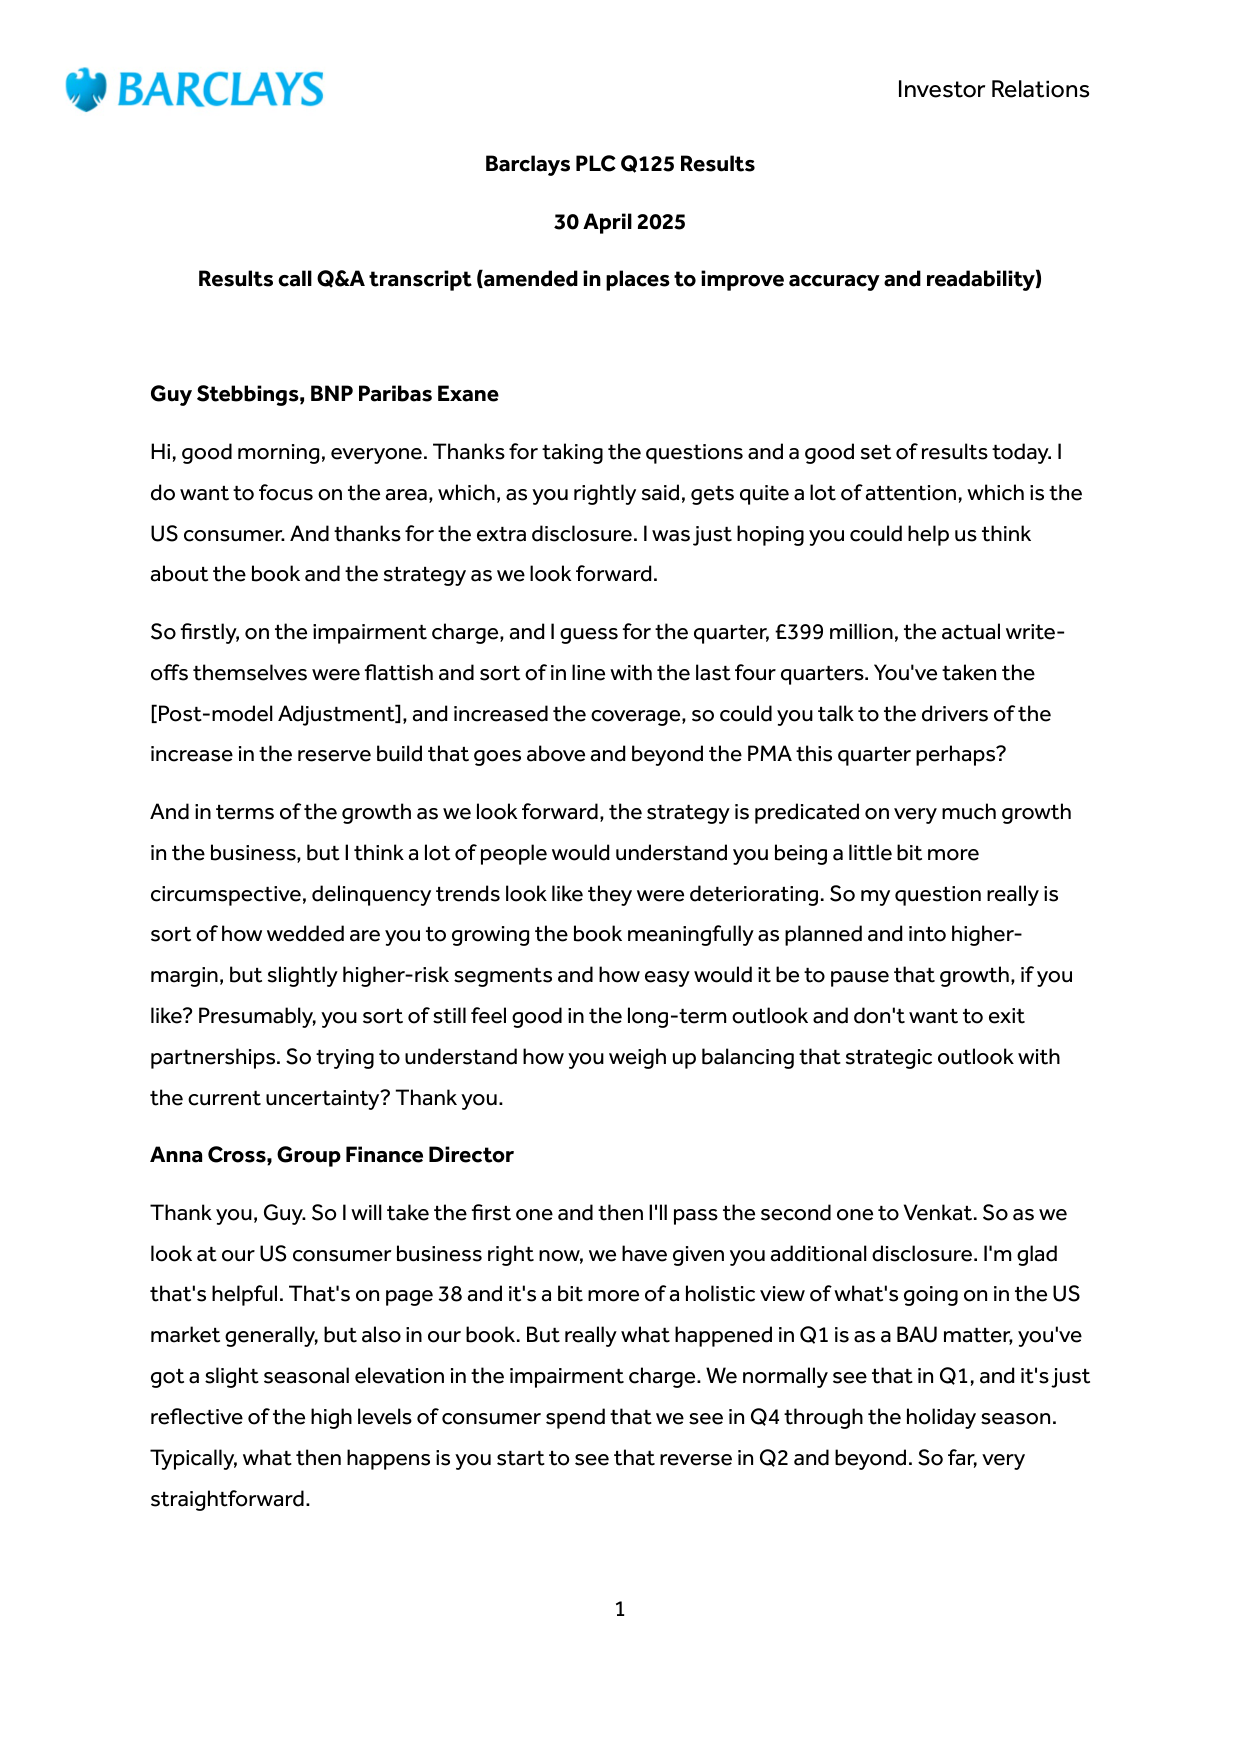 BARCLAYS
Investor Relations
Barclays PLC Q125 Results
30 April 2025
Results call Q&A transcript (amended in places to improve accuracy and readability)
Guy Stebbings, BNP Paribas Exane
Hi, good morning, everyone. Thanks for taking the questions and a good set of results today. I
do want to focus on the area, which, as you rightly said, gets quite a lot of attention, which is the
US consumer. And thanks for the extra disclosure. I was just hoping you could help us think
about the book and the strategy as we look forward.
So firstly, on the impairment charge, and I guess for the quarter, £399 million, the actual write-
offs themselves were flattish and sort of in line with the last four quarters. You've taken the
[Post-model Adjustment], and increased the coverage, so could you talk to the drivers of the
increase in the reserve build that goes above and beyond the PMA this quarter perhaps?
And in terms of the growth as we look forward, the strategy is predicated on very much growth
in the business, but I think a lot of people would understand you being a little bit more
circumspective, delinquency trends look like they were deteriorating. So my question really is
sort of how wedded are you to growing the book meaningfully as planned and into higher-
margin, but slightly higher-risk segments and how easy would it be to pause that growth, if you
like? Presumably, you sort of still feel good in the long-term outlook and don't want to exit
partnerships. So trying to understand how you weigh up balancing that strategic outlook with
the current uncertainty? Thank you.
Anna Cross, Group Finance Director
Thank you, Guy. So I will take the first one and then I'll pass the second one to Venkat. So as we
look at our US consumer business right now, we have given you additional disclosure. I'm glad
that's helpful. That's on page 38 and it's a bit more of a holistic view of what's going on in the US
market generally, but also in our book. But really what happened in Q1 is as a BAU matter, you've
got a slight seasonal elevation in the impairment charge. We normally see that in Q1, and it's just
reflective of the high levels of consumer spend that we see in Q4 through the holiday season.
Typically, what then happens is you start to see that reverse in Q2 and beyond. So far, very
straightforward.
1